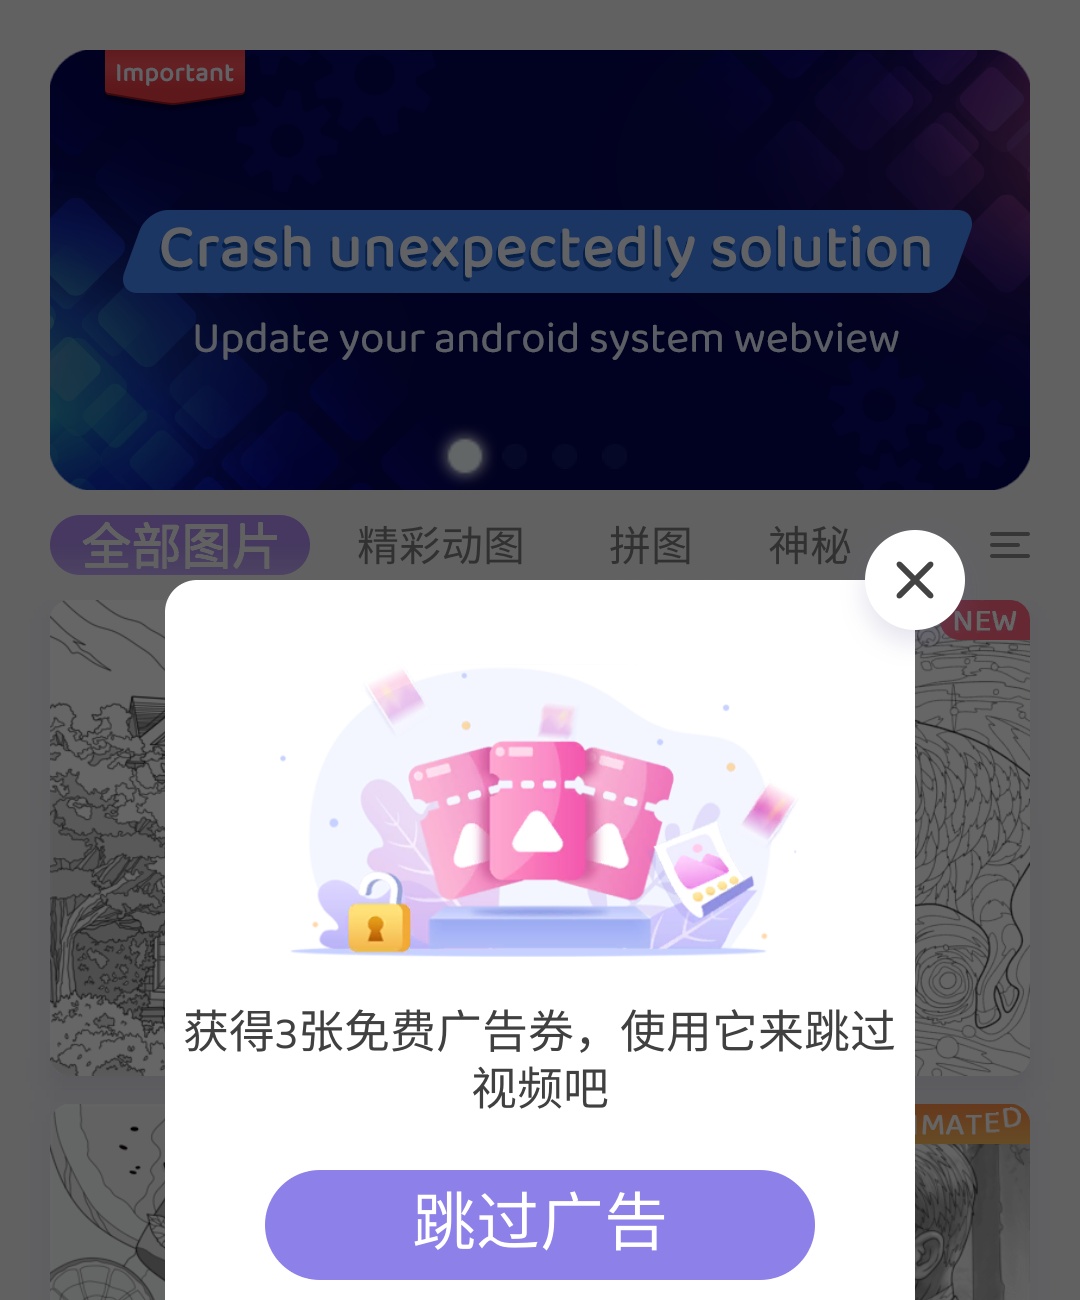 Important
Crash unexpectedly solution
Update your android system webview
全部图片 精彩动图 拼图 神秘
NEW
获得3张免费广告券，使用它来跳过
视频吧
MATED
跳过广告